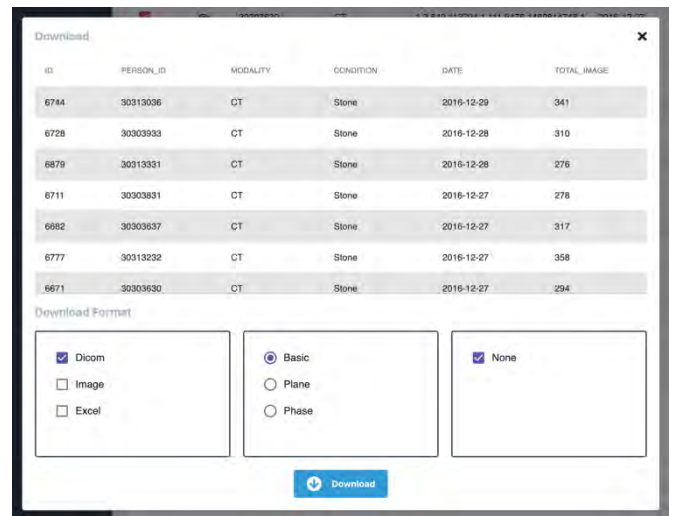 Download
ID PERSON_ID MODALITY CONDITION DATE TOTAL_IMAGE
6744 30313036 CT Stone 2016-12-29 341
6728 30303933 CT Stone 2016-12-28 310
6879 30313331 CT Stone 2016-12-28 276
6711 30303831 CT Stone 2016-12-27 278
6682 30303637 CT Stone 2016-12-27 317
6777 30313232 CT Stone 2016-12-27 358
6671 30303630 CT Stone 2016-12-27 294
Download Format
Dicom Basic None
Image Plane
Excel Phase
Download